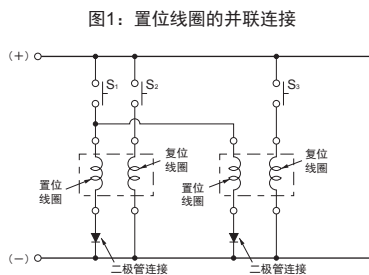 图1：置位线圈的并联连接
(+)
S₁
S₂
S₃
复位
线圈
复位
线圈
置位
线圈
置位
线圈
(−)
二极管连接
二极管连接